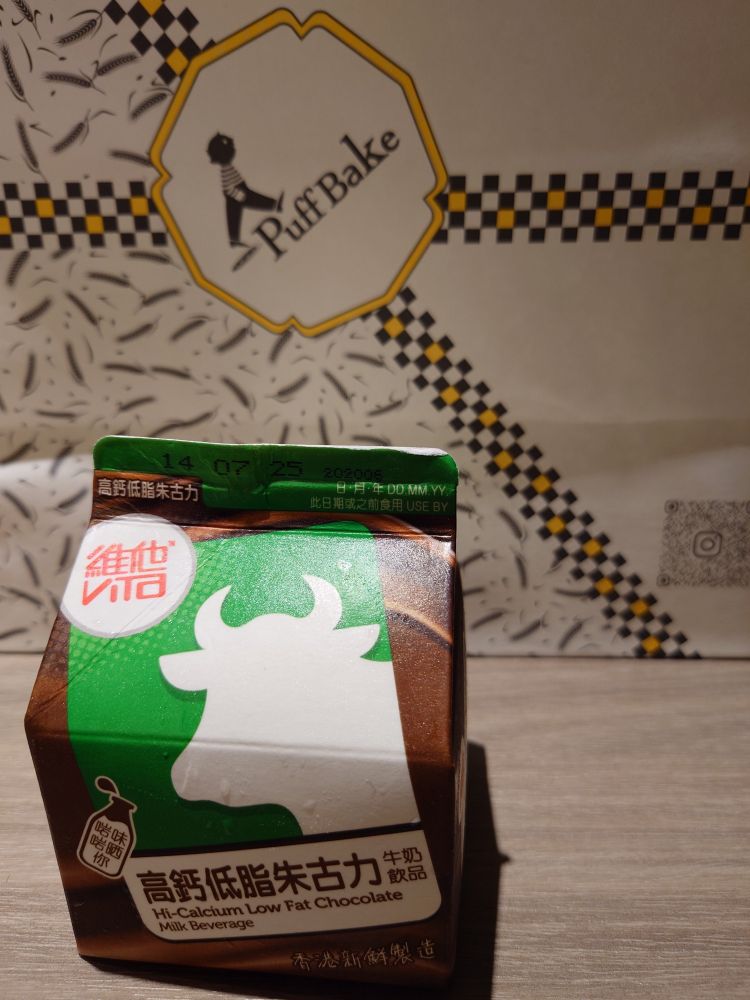 Puff Bake
14 07 25 202006
高鈣低脂朱古力
日·月·年 DD.MM.YY.
此日期或之前食用 USE BY
維他™
VITA
啱味
啱晒
你
高鈣低脂朱古力
牛奶
飲品
Hi-Calcium Low Fat Chocolate
Milk Beverage
香港新鮮製造